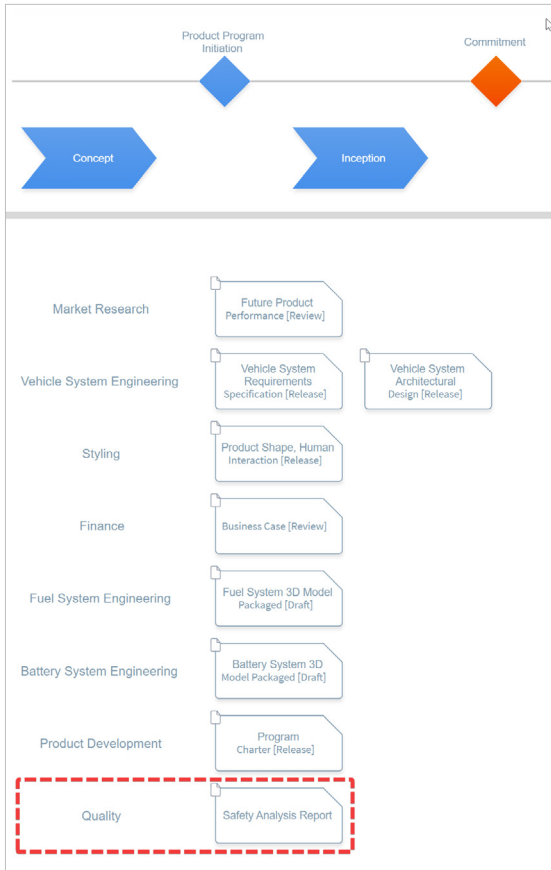 Product Program
Initiation
Commitment
Concept
Inception
Market Research
Future Product
Performance [Review]
Vehicle System Engineering
Vehicle System
Requirements
Specification [Release]
Vehicle System
Architectural
Design [Release]
Styling
Product Shape, Human
Interaction [Release]
Finance
Business Case [Review]
Fuel System Engineering
Fuel System 3D Model
Packaged [Draft]
Battery System Engineering
Battery System 3D
Model Packaged [Draft]
Product Development
Program
Charter [Release]
Quality
Safety Analysis Report